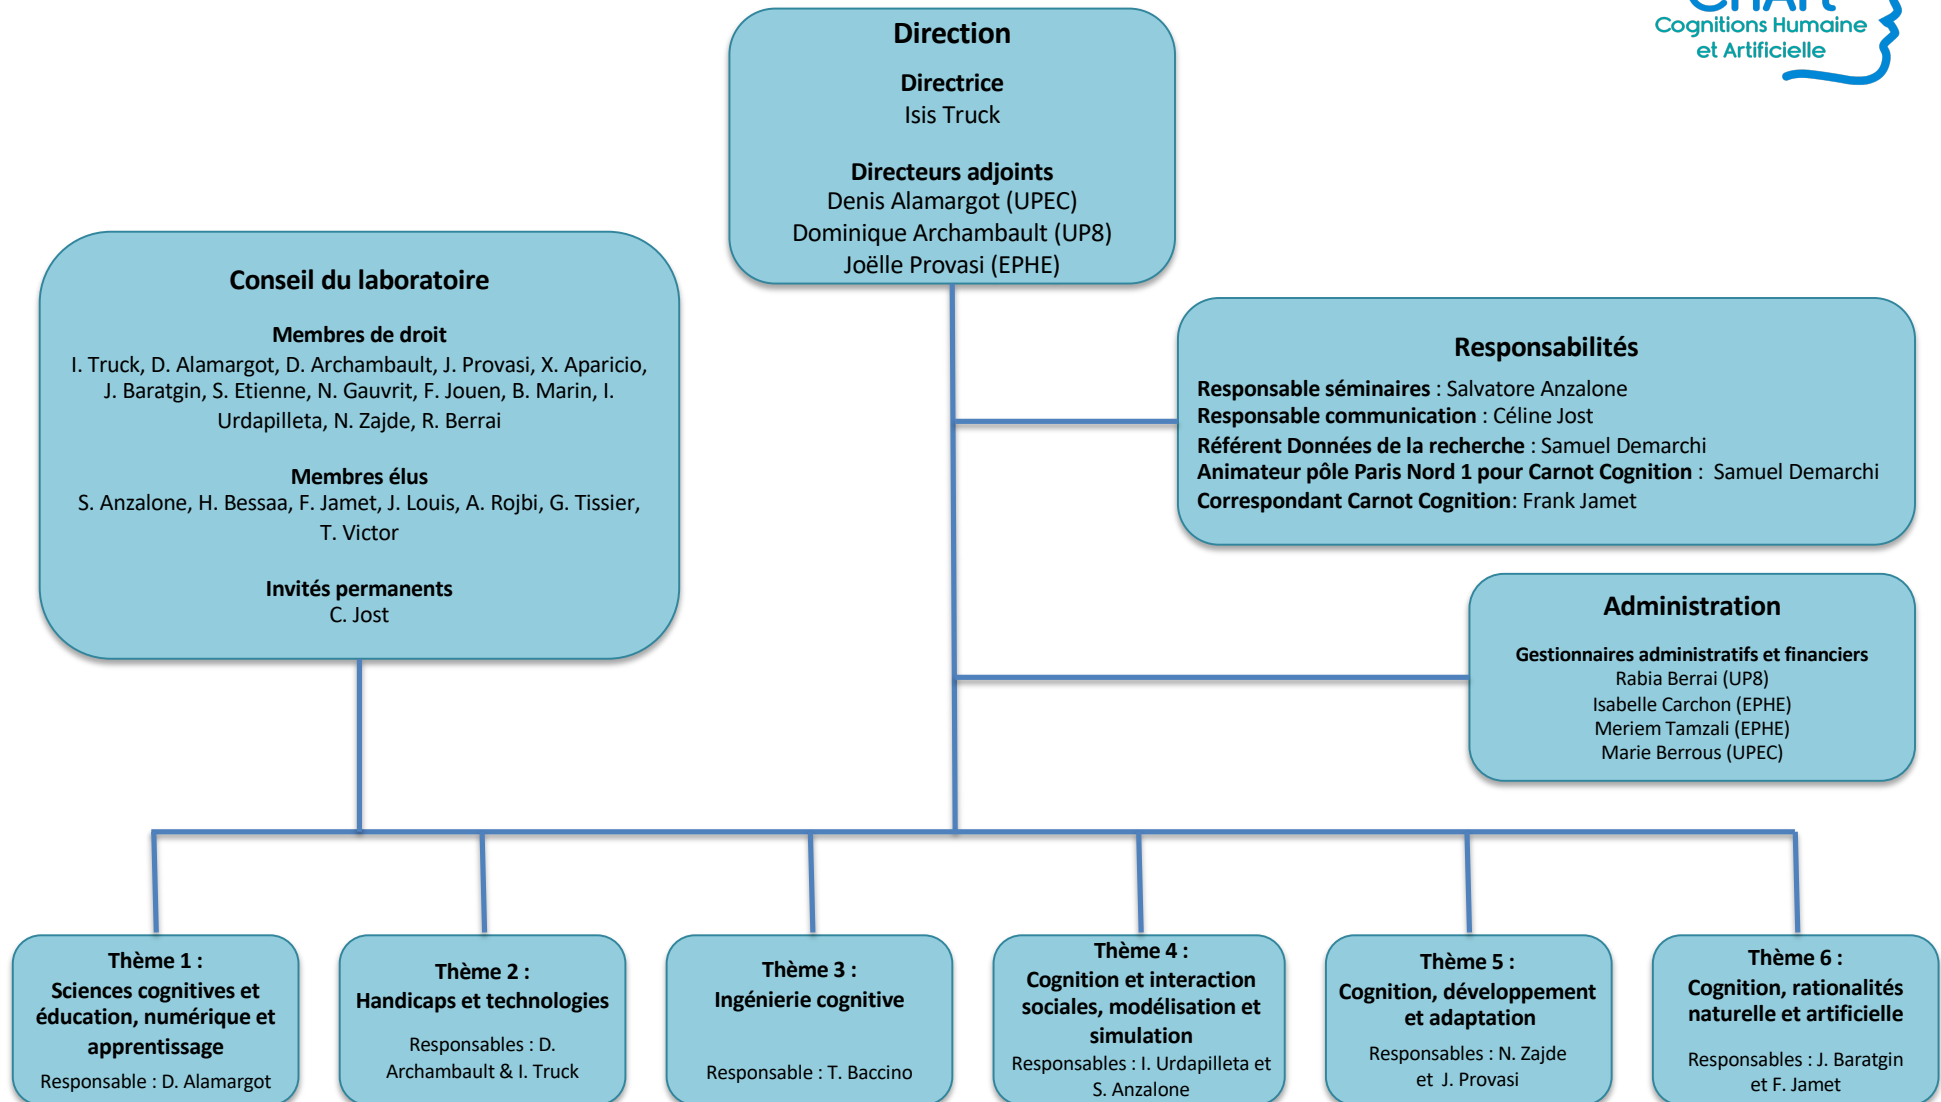 CHArt
Cognitions Humaine
et Artificielle
Direction
Directrice
Isis Truck
Directeurs adjoints
Denis Alamargot (UPEC)
Dominique Archambault (UP8)
Joëlle Provasi (EPHE)
Conseil du laboratoire
Membres de droit
I. Truck, D. Alamargot, D. Archambault, J. Provasi, X. Aparicio,
J. Baratgin, S. Etienne, N. Gauvrit, F. Jouen, B. Marin, I.
Urdapilleta, N. Zajde, R. Berrai
Membres élus
S. Anzalone, H. Bessaa, F. Jamet, J. Louis, A. Rojbi, G. Tissier,
T. Victor
Invités permanents
C. Jost
Responsabilités
Responsable séminaires : Salvatore Anzalone
Responsable communication : Céline Jost
Référent Données de la recherche : Samuel Demarchi
Animateur pôle Paris Nord 1 pour Carnot Cognition : Samuel Demarchi
Correspondant Carnot Cognition: Frank Jamet
Administration
Gestionnaires administratifs et financiers
Rabia Berrai (UP8)
Isabelle Carchon (EPHE)
Meriem Tamzali (EPHE)
Marie Berrous (UPEC)
Thème 1 :
Sciences cognitives et
éducation, numérique et
apprentissage
Responsable : D. Alamargot
Thème 2 :
Handicaps et technologies
Responsables : D.
Archambault & I. Truck
Thème 3 :
Ingénierie cognitive
Responsable : T. Baccino
Thème 4 :
Cognition et interaction
sociales, modélisation et
simulation
Responsables : I. Urdapilleta et
S. Anzalone
Thème 5 :
Cognition, développement
et adaptation
Responsables : N. Zajde
et J. Provasi
Thème 6 :
Cognition, rationalités
naturelle et artificielle
Responsables : J. Baratgin
et F. Jamet